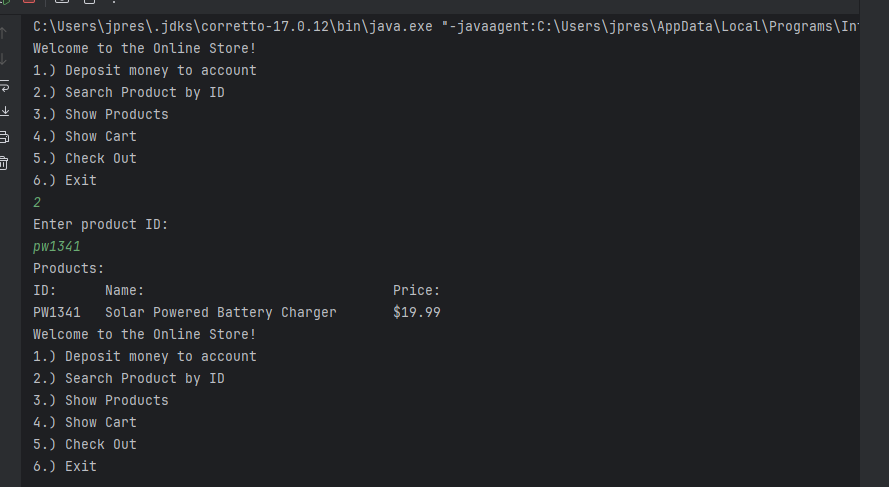 C:\Users\jpres\.jdks\corretto-17.0.12\bin\java.exe "-javaagent:C:\Users\jpres\AppData\Local\Programs\In
Welcome to the Online Store!
1.) Deposit money to account
2.) Search Product by ID
3.) Show Products
4.) Show Cart
5.) Check Out
6.) Exit
2
Enter product ID:
pw1341
Products:
ID:      Name:                               Price:
PW1341   Solar Powered Battery Charger       $19.99
Welcome to the Online Store!
1.) Deposit money to account
2.) Search Product by ID
3.) Show Products
4.) Show Cart
5.) Check Out
6.) Exit